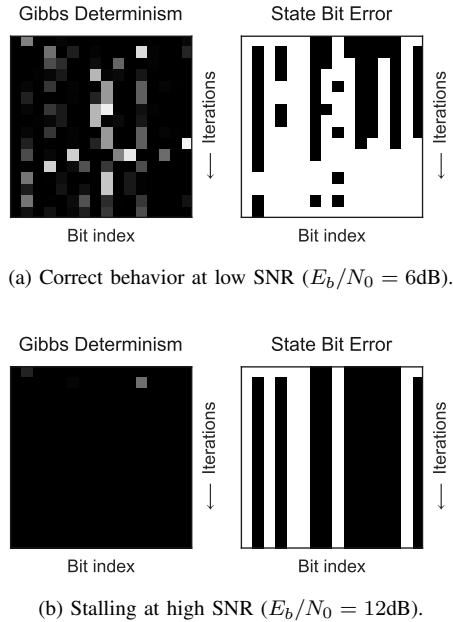 Gibbs Determinism
State Bit Error
← Iterations
← Iterations
Bit index
Bit index
(a) Correct behavior at low SNR (E_b/N_0 = 6dB).
Gibbs Determinism
State Bit Error
← Iterations
← Iterations
Bit index
Bit index
(b) Stalling at high SNR (E_b/N_0 = 12dB).